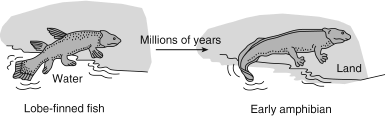 Millions of years
Water
Land
Lobe-finned fish
Early amphibian